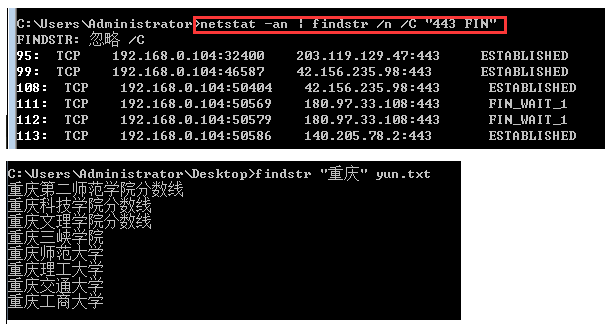 C:\Users\Administrator>netstat -an | findstr /n /C "443 FIN"
FINDSTR: 忽略 /C
95: TCP 192.168.0.104:32400 203.119.129.47:443 ESTABLISHED
99: TCP 192.168.0.104:46587 42.156.235.98:443 ESTABLISHED
108: TCP 192.168.0.104:50404 42.156.235.98:443 ESTABLISHED
111: TCP 192.168.0.104:50569 180.97.33.108:443 FIN_WAIT_1
112: TCP 192.168.0.104:50579 180.97.33.108:443 FIN_WAIT_1
113: TCP 192.168.0.104:50586 140.205.78.2:443 ESTABLISHED
C:\Users\Administrator\Desktop>findstr "重庆" yun.txt
重庆第二师范学院分数线
重庆科技学院分数线
重庆文理学院分数线
重庆三峡学院
重庆师范大学
重庆理工大学
重庆交通大学
重庆工商大学